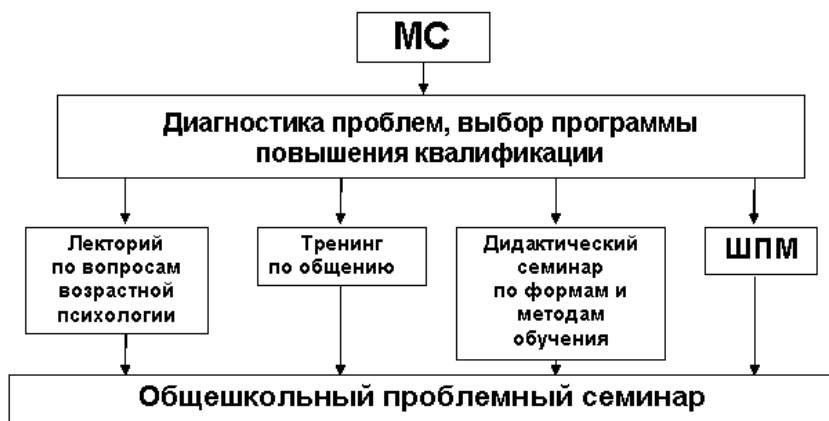 МС
Диагностика проблем, выбор программы
повышения квалификации
Лекторий
по вопросам
возрастной
психологии
Тренинг
по общению
Дидактический
семинар
по формам и
методам
обучения
ШПМ
Общешкольный проблемный семинар